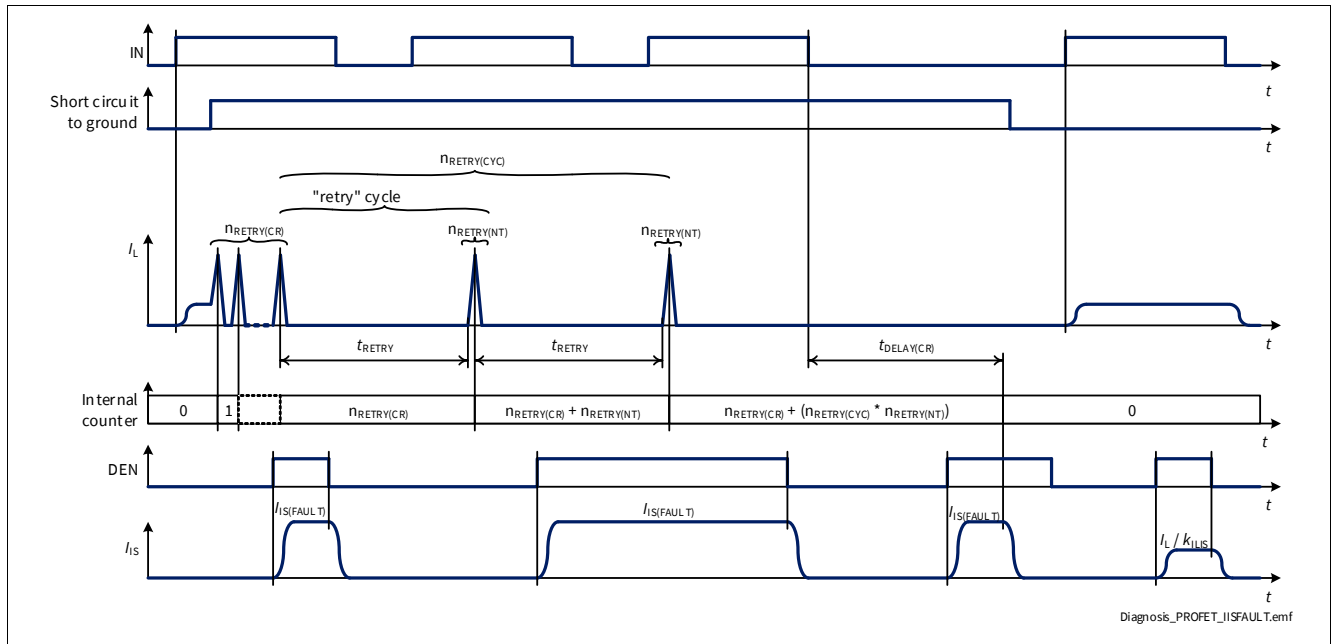 IN
t
Short circuit
to ground
t
nRETRY(CYC)
"retry" cycle
nRETRY(CR)
nRETRY(NT)
nRETRY(NT)
IL
t
tRETRY
tRETRY
tDELAY(CR)
Internal
counter
0
1
nRETRY(CR)
nRETRY(CR) + nRETRY(NT)
nRETRY(CR) + (nRETRY(CYC) * nRETRY(NT))
0
t
DEN
t
IIS(FAULT)
IIS(FAULT)
IIS(FAULT)
IL / kILIS
IIS
t
Diagnosis_PROFET_IISFAULT.emf